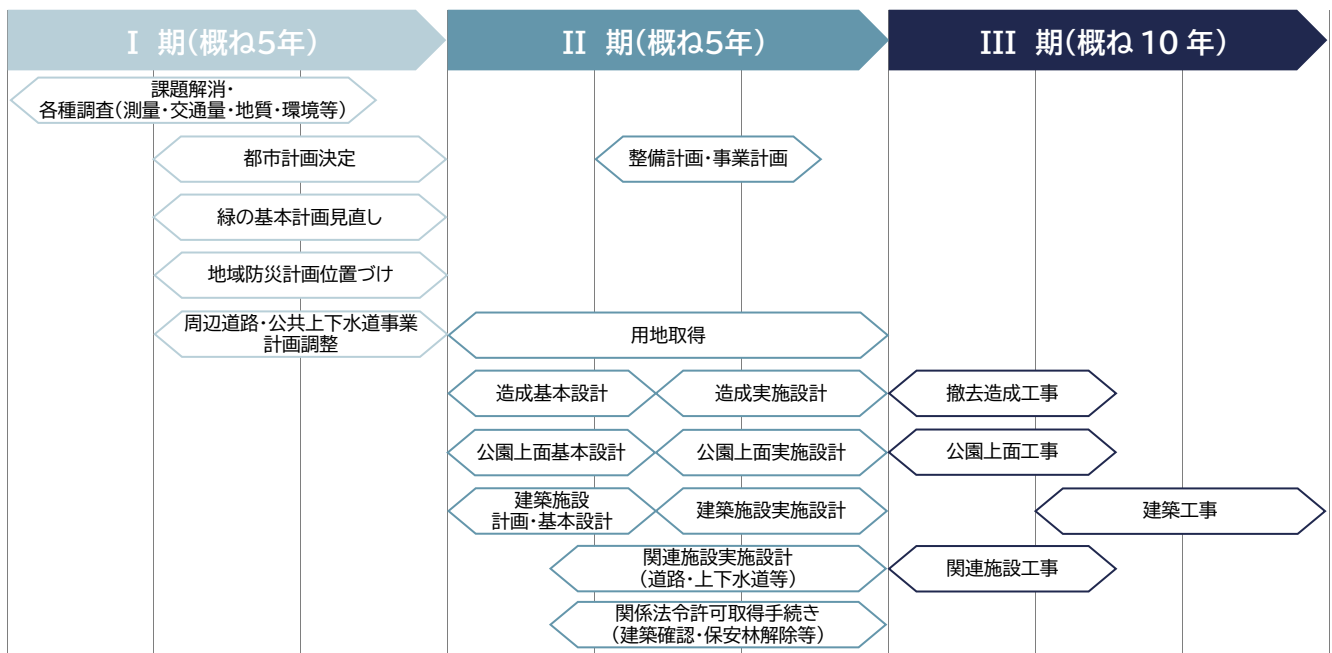 I 期(概ね5年)
II 期(概ね5年)
III 期(概ね 10 年)
課題解消・
各種調査(測量・交通量・地質・環境等)
都市計画決定
整備計画・事業計画
緑の基本計画見直し
地域防災計画位置づけ
周辺道路・公共上下水道事業
計画調整
用地取得
造成基本設計
造成実施設計
撤去造成工事
公園上面基本設計
公園上面実施設計
公園上面工事
建築施設
計画・基本設計
建築施設実施設計
建築工事
関連施設実施設計
(道路・上下水道等)
関連施設工事
関係法令許可取得手続き
(建築確認・保安林解除等)